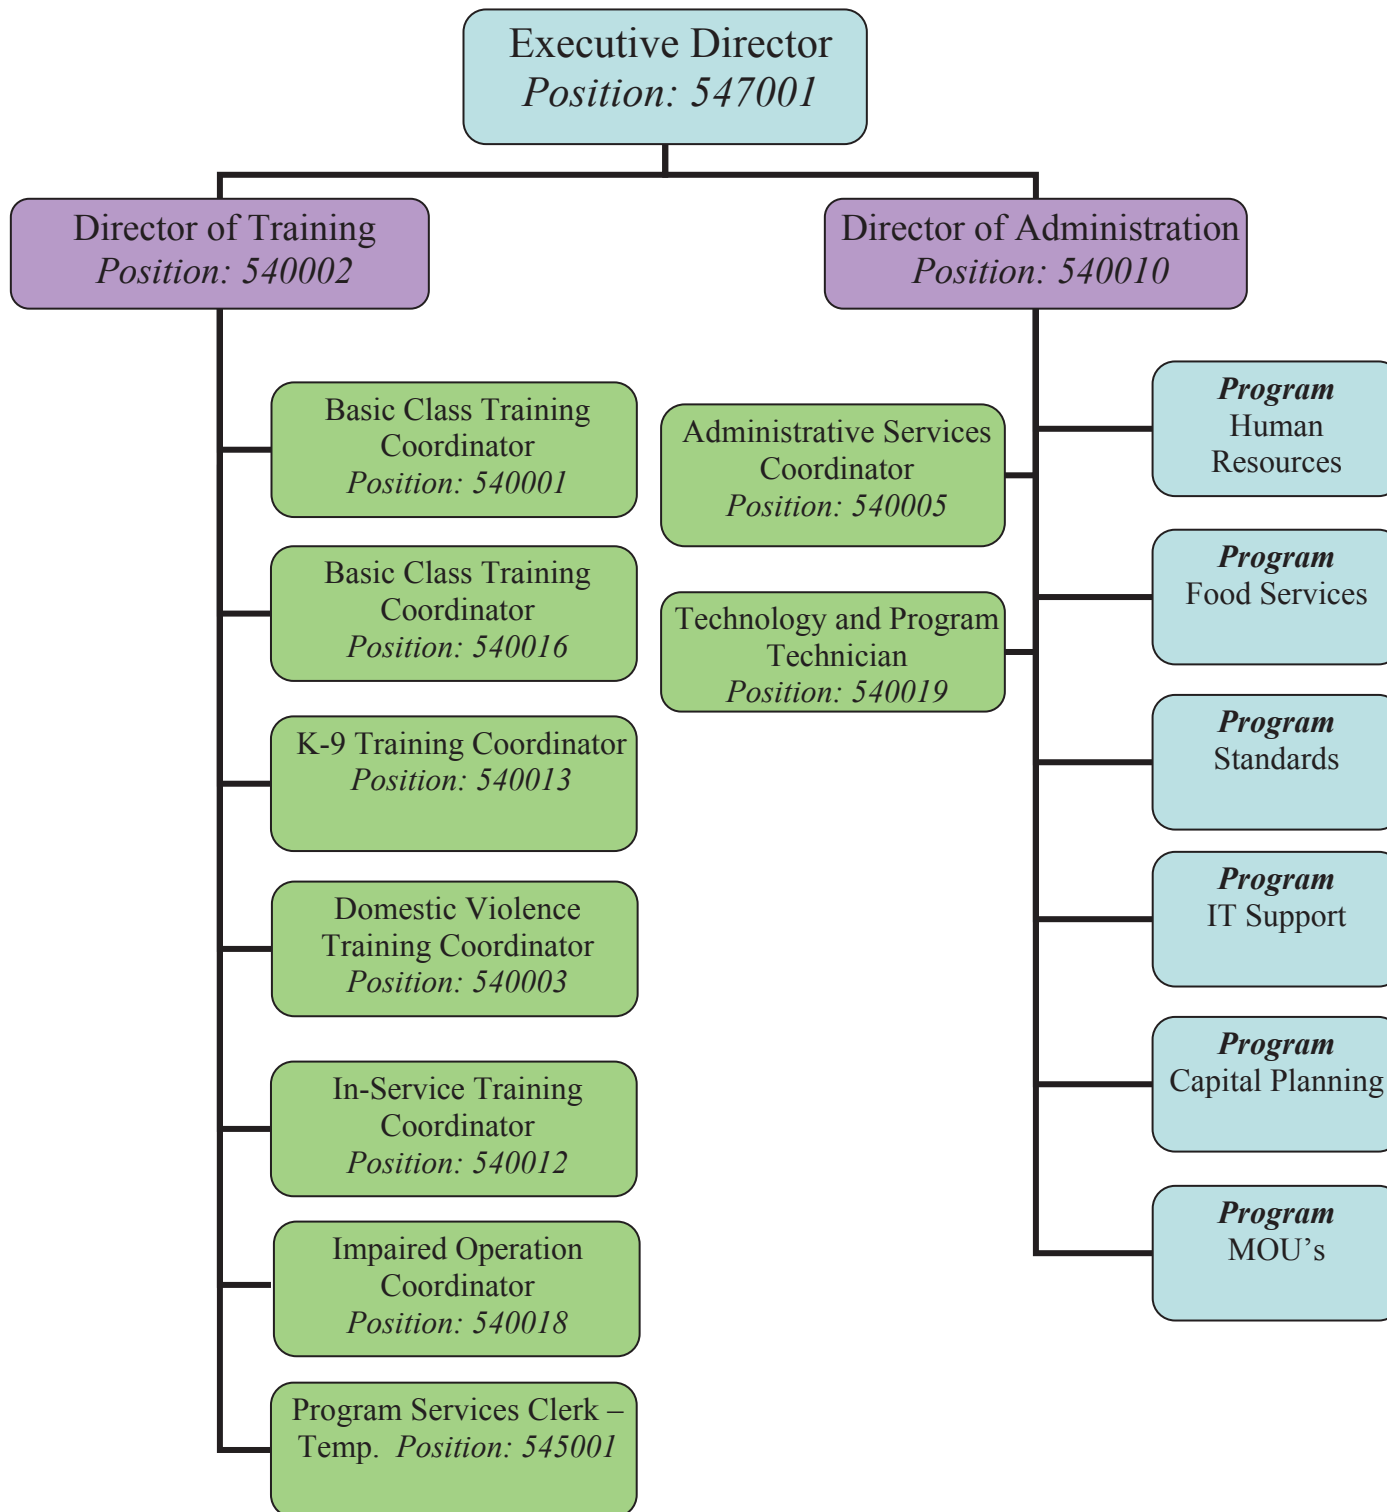 Executive Director
Position: 547001
Director of Training
Position: 540002
Director of Administration
Position: 540010
Basic Class Training
Coordinator
Position: 540001
Basic Class Training
Coordinator
Position: 540016
K-9 Training Coordinator
Position: 540013
Domestic Violence
Training Coordinator
Position: 540003
In-Service Training
Coordinator
Position: 540012
Impaired Operation
Coordinator
Position: 540018
Program Services Clerk –
Temp. Position: 545001
Administrative Services
Coordinator
Position: 540005
Technology and Program
Technician
Position: 540019
Program
Human
Resources
Program
Food Services
Program
Standards
Program
IT Support
Program
Capital Planning
Program
MOU’s